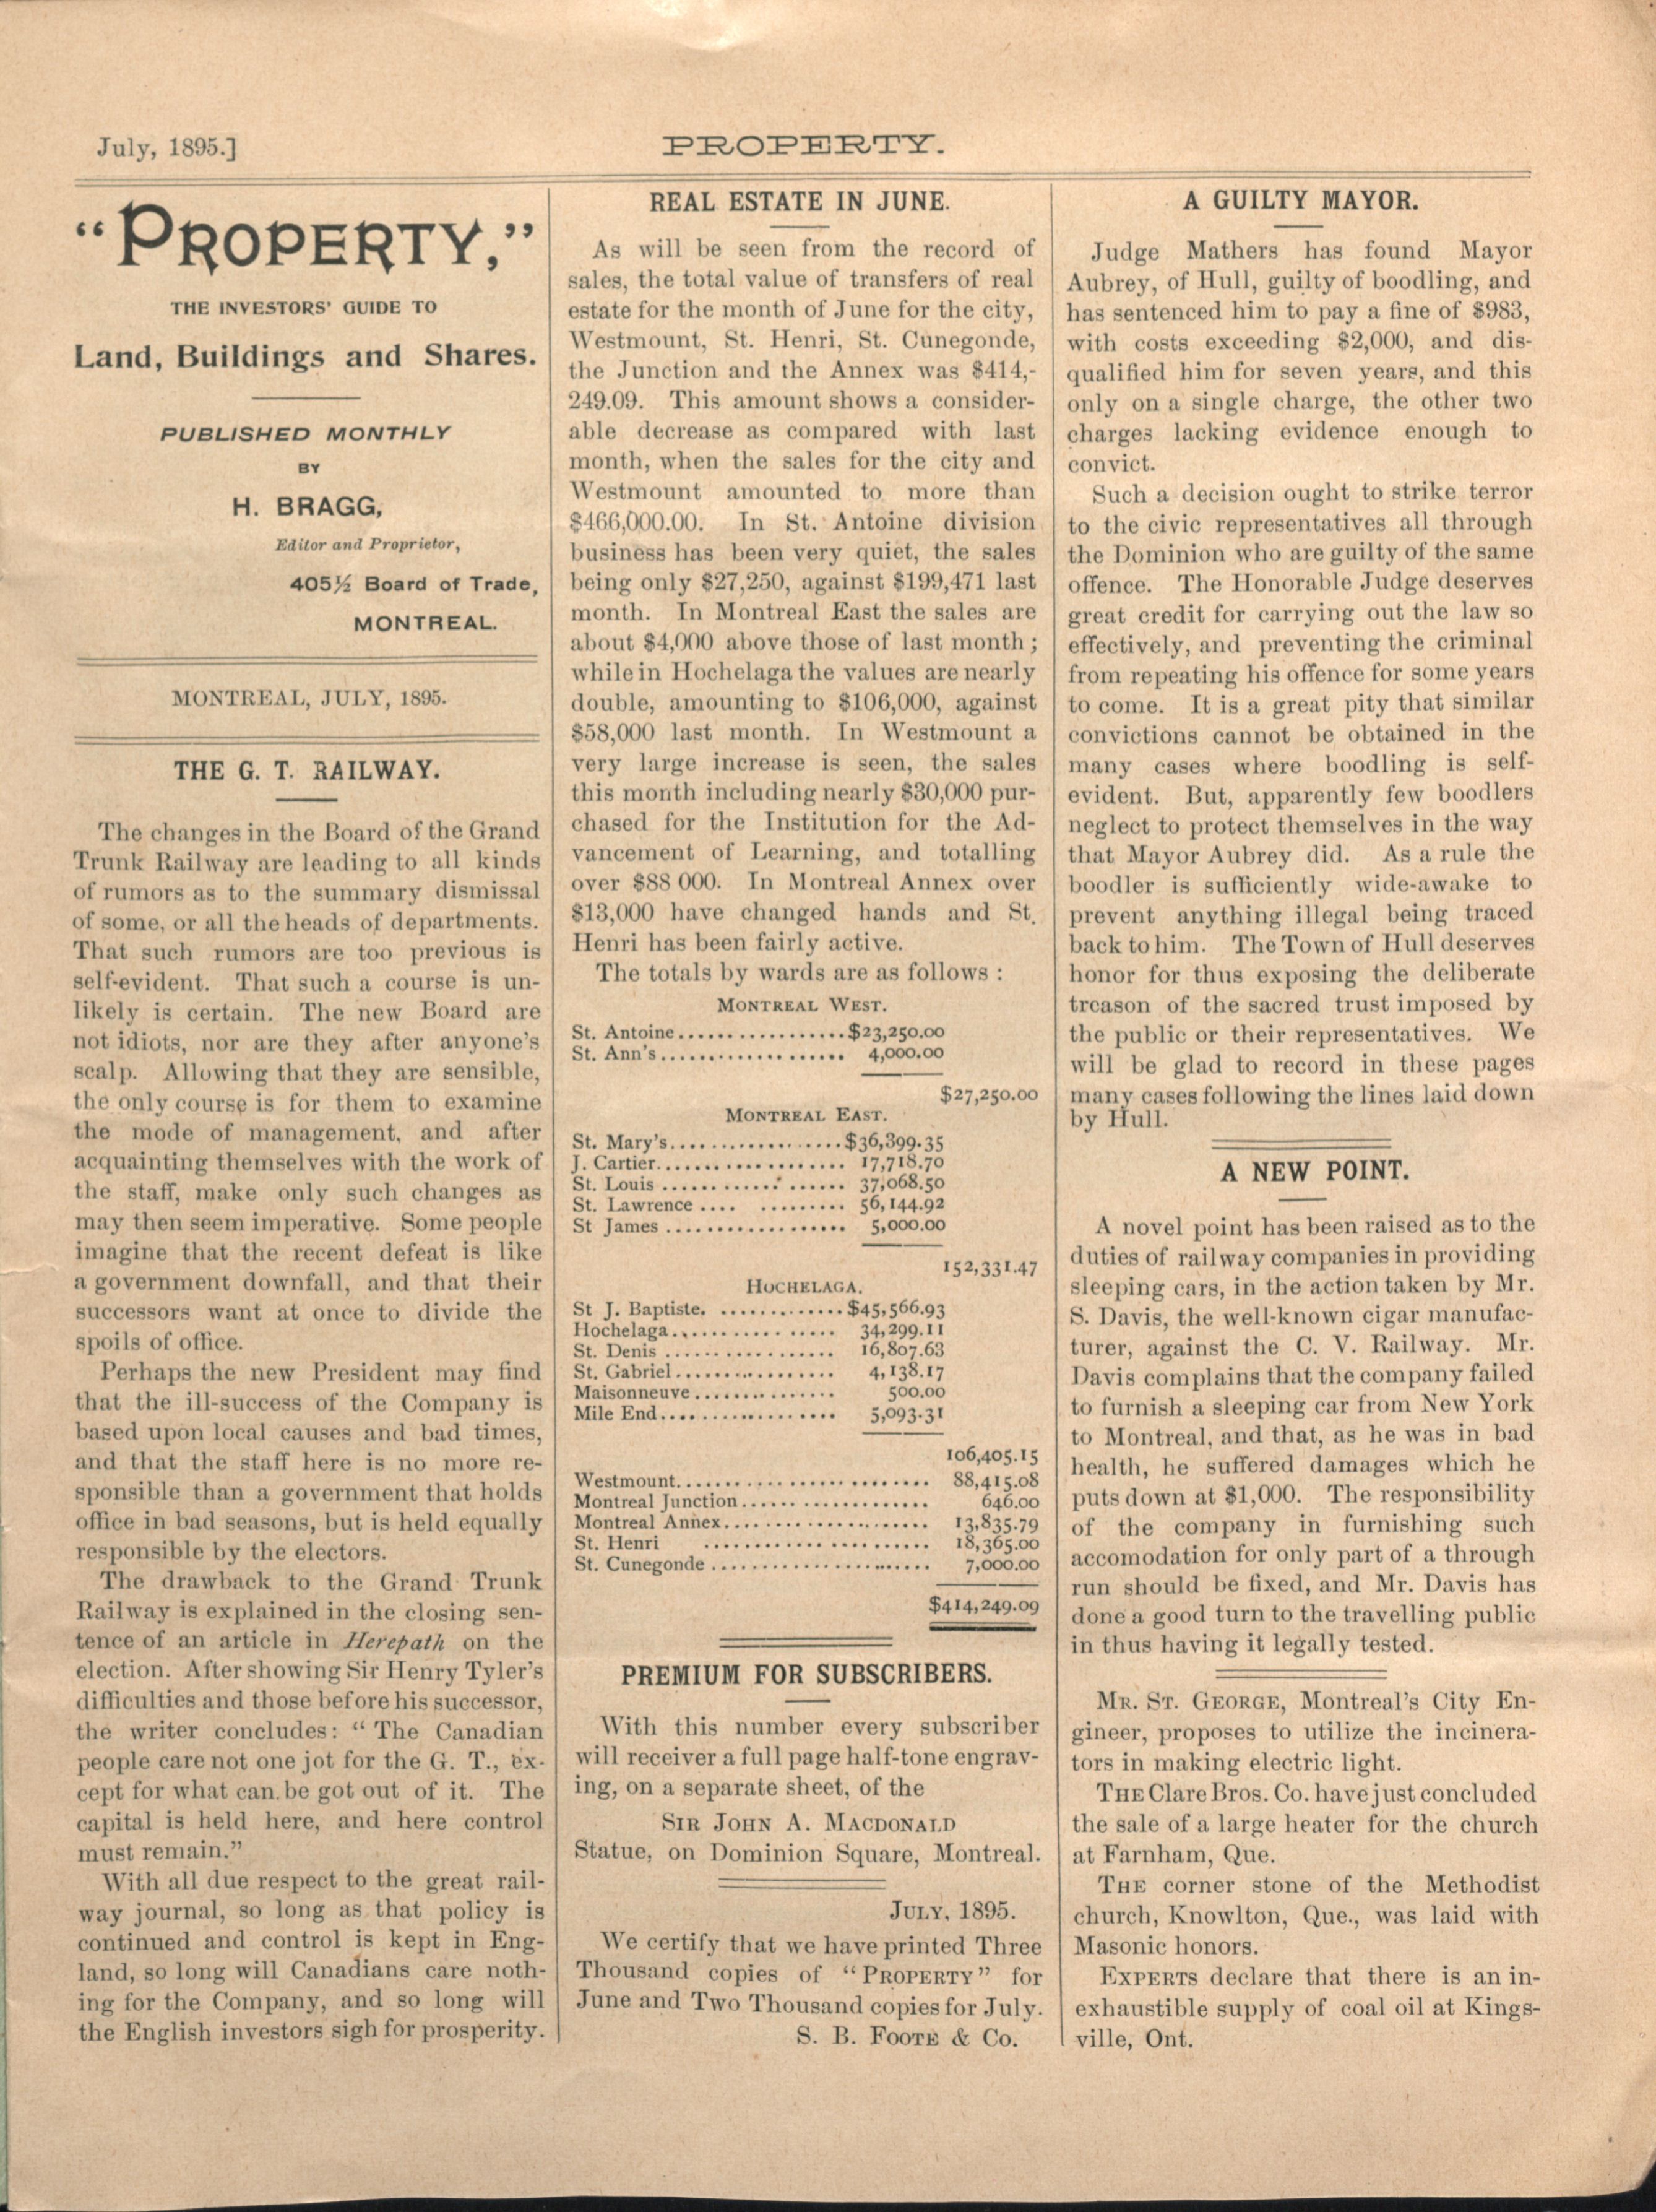 July, 1895.]
PROPERTY.
“PROPERTY,”
THE INVESTORS' GUIDE TO
Land, Buildings and Shares.
PUBLISHED MONTHLY
BY
H. BRAGG,
Editor and Proprietor,
405½ Board of Trade,
MONTREAL.
MONTREAL, JULY, 1895.
THE G. T. RAILWAY.
The changes in the Board of the Grand
Trunk Railway are leading to all kinds
of rumors as to the summary dismissal
of some, or all the heads of departments.
That such rumors are too previous is
self-evident. That such a course is un-
likely is certain. The new Board are
not idiots, nor are they after anyone's
scalp. Allowing that they are sensible,
the only course is for them to examine
the mode of management, and after
acquainting themselves with the work of
the staff, make only such changes as
may then seem imperative. Some people
imagine that the recent defeat is like
a government downfall, and that their
successors want at once to divide the
spoils of office.
Perhaps the new President may find
that the ill-success of the Company is
based upon local causes and bad times,
and that the staff here is no more re-
sponsible than a government that holds
office in bad seasons, but is held equally
responsible by the electors.
The drawback to the Grand Trunk
Railway is explained in the closing sen-
tence of an article in Herepath on the
election. After showing Sir Henry Tyler's
difficulties and those before his successor,
the writer concludes: “ The Canadian
people care not one jot for the G. T., ex-
cept for what can be got out of it. The
capital is held here, and here control
must remain.”
With all due respect to the great rail-
way journal, so long as that policy is
continued and control is kept in Eng-
land, so long will Canadians care noth-
ing for the Company, and so long will
the English investors sigh for prosperity.
REAL ESTATE IN JUNE.
As will be seen from the record of
sales, the total value of transfers of real
estate for the month of June for the city,
Westmount, St. Henri, St. Cunegonde,
the Junction and the Annex was $414,-
249.09. This amount shows a consider-
able decrease as compared with last
month, when the sales for the city and
Westmount amounted to more than
$466,000.00. In St. Antoine division
business has been very quiet, the sales
being only $27,250, against $199,471 last
month. In Montreal East the sales are
about $4,000 above those of last month ;
while in Hochelaga the values are nearly
double, amounting to $106,000, against
$58,000 last month. In Westmount a
very large increase is seen, the sales
this month including nearly $30,000 pur-
chased for the Institution for the Ad-
vancement of Learning, and totalling
over $88 000. In Montreal Annex over
$13,000 have changed hands and St.
Henri has been fairly active.
The totals by wards are as follows :
MONTREAL WEST.
St. Antoine.................$23,250.00
St. Ann's................... 4,000.00
$27,250.00
MONTREAL EAST.
St. Mary's..................$36,399.35
J. Cartier................... 17,718.70
St. Louis .................. 37,068.50
St. Lawrence .... ......... 56,144.92
St James .................. 5,000.00
152,331.47
HOCHELAGA.
St J. Baptiste. .............$45,566.93
Hochelaga................. 34,299.11
St. Denis .................. 16,807.63
St. Gabriel................ 4,138.17
Maisonneuve .............. 500.00
Mile End.................. 5,093.31
106,405.15
Westmount......................... 88,415.08
Montreal Junction................... 646.00
Montreal Annex..................... 13,835.79
St. Henri ....................... 18,365.00
St. Cunegonde ...................... 7,000.00
$414,249.09
PREMIUM FOR SUBSCRIBERS.
With this number every subscriber
will receiver a full page half-tone engrav-
ing, on a separate sheet, of the
SIR JOHN A. MACDONALD
Statue, on Dominion Square, Montreal.
JULY, 1895.
We certify that we have printed Three
Thousand copies of “PROPERTY” for
June and Two Thousand copies for July.
S. B. FOOTE & Co.
A GUILTY MAYOR.
Judge Mathers has found Mayor
Aubrey, of Hull, guilty of boodling, and
has sentenced him to pay a fine of $983,
with costs exceeding $2,000, and dis-
qualified him for seven years, and this
only on a single charge, the other two
charges lacking evidence enough to
convict.
Such a decision ought to strike terror
to the civic representatives all through
the Dominion who are guilty of the same
offence. The Honorable Judge deserves
great credit for carrying out the law so
effectively, and preventing the criminal
from repeating his offence for some years
to come. It is a great pity that similar
convictions cannot be obtained in the
many cases where boodling is self-
evident. But, apparently few boodlers
neglect to protect themselves in the way
that Mayor Aubrey did. As a rule the
boodler is sufficiently wide-awake to
prevent anything illegal being traced
back to him. The Town of Hull deserves
honor for thus exposing the deliberate
treason of the sacred trust imposed by
the public or their representatives. We
will be glad to record in these pages
many cases following the lines laid down
by Hull.
A NEW POINT.
A novel point has been raised as to the
duties of railway companies in providing
sleeping cars, in the action taken by Mr.
S. Davis, the well-known cigar manufac-
turer, against the C. V. Railway. Mr.
Davis complains that the company failed
to furnish a sleeping car from New York
to Montreal, and that, as he was in bad
health, he suffered damages which he
puts down at $1,000. The responsibility
of the company in furnishing such
accomodation for only part of a through
run should be fixed, and Mr. Davis has
done a good turn to the travelling public
in thus having it legally tested.
MR. ST. GEORGE, Montreal's City En-
gineer, proposes to utilize the incinera-
tors in making electric light.
THE Clare Bros. Co. have just concluded
the sale of a large heater for the church
at Farnham, Que.
THE corner stone of the Methodist
church, Knowlton, Que., was laid with
Masonic honors.
EXPERTS declare that there is an in-
exhaustible supply of coal oil at Kings-
ville, Ont.